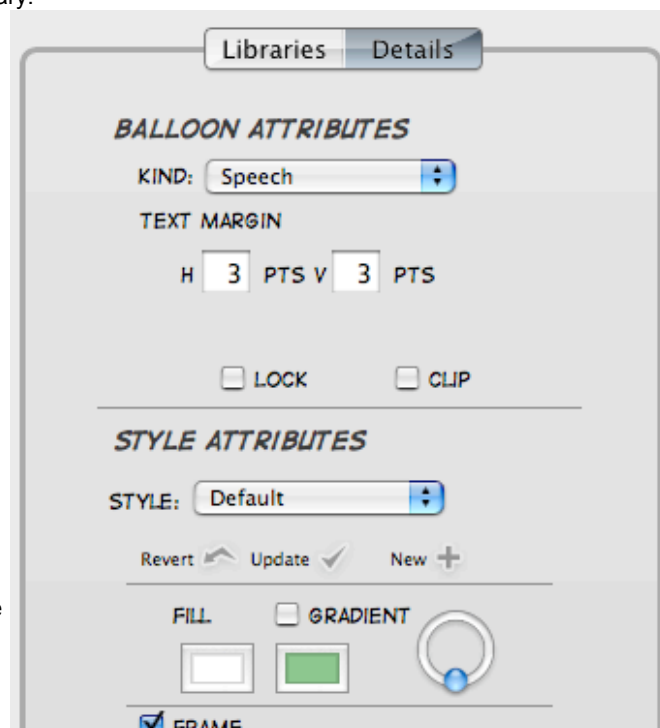 ary.
Libraries Details
BALLOON ATTRIBUTES
KIND: Speech
TEXT MARGIN
H 3 PTS V 3 PTS
LOCK CLIP
STYLE ATTRIBUTES
STYLE: Default
Revert Update New
e
FILL GRADIENT
FRAME